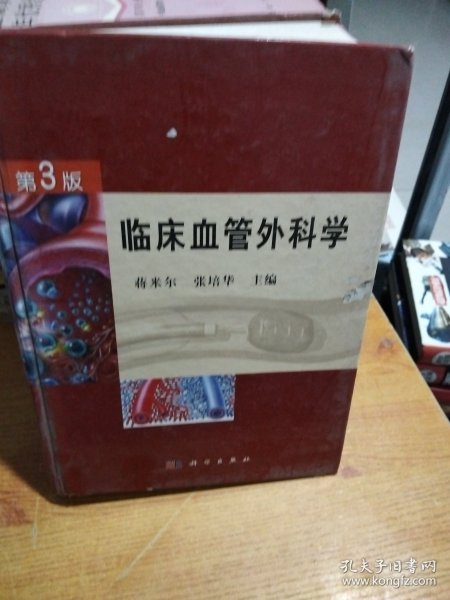 第3版
临床血管外科学
蒋米尔 张培华 主编
科学出版社
孔夫子旧书网
www.kongfz.com